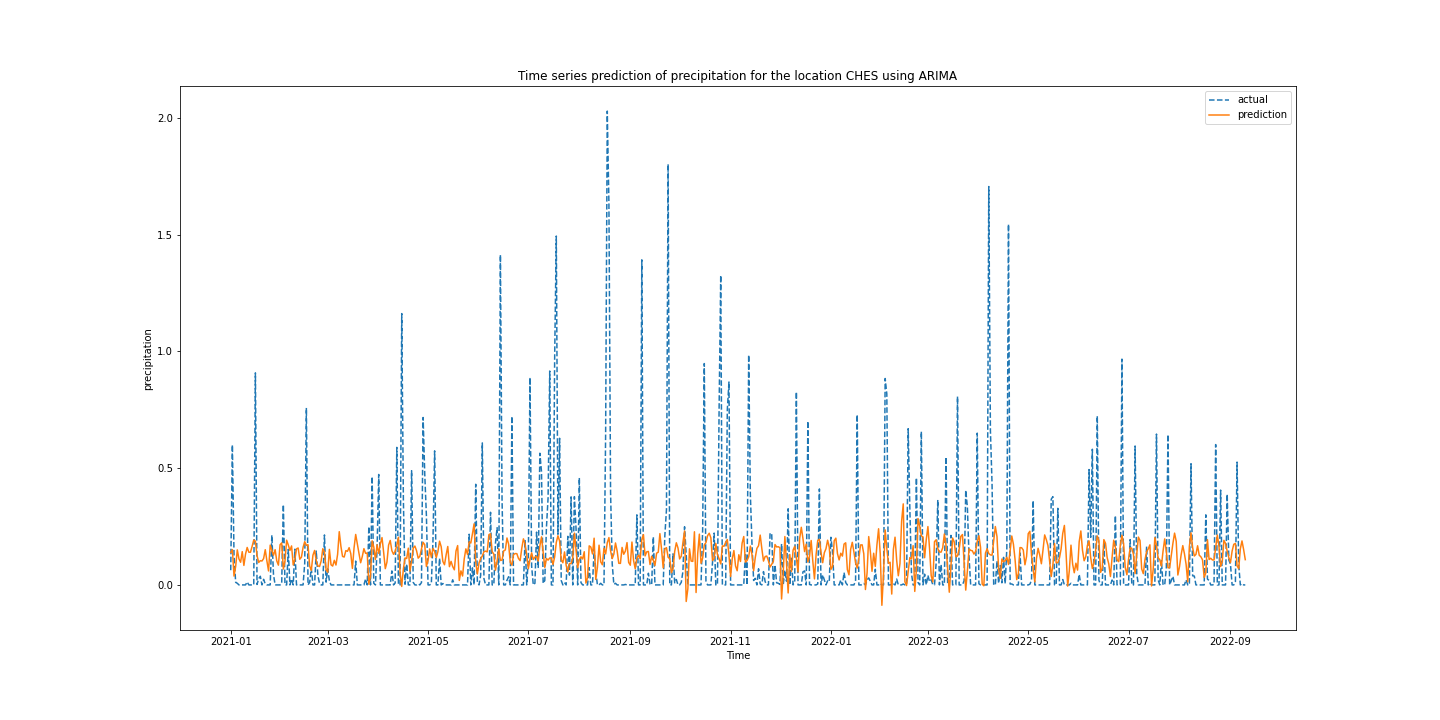 Time series prediction of precipitation for the location CHES using ARIMA
actual
prediction
2.0
1.5
1.0
0.5
0.0
precipitation
2021-01 2021-03 2021-05 2021-07 2021-09 2021-11 2022-01 2022-03 2022-05 2022-07 2022-09
Time